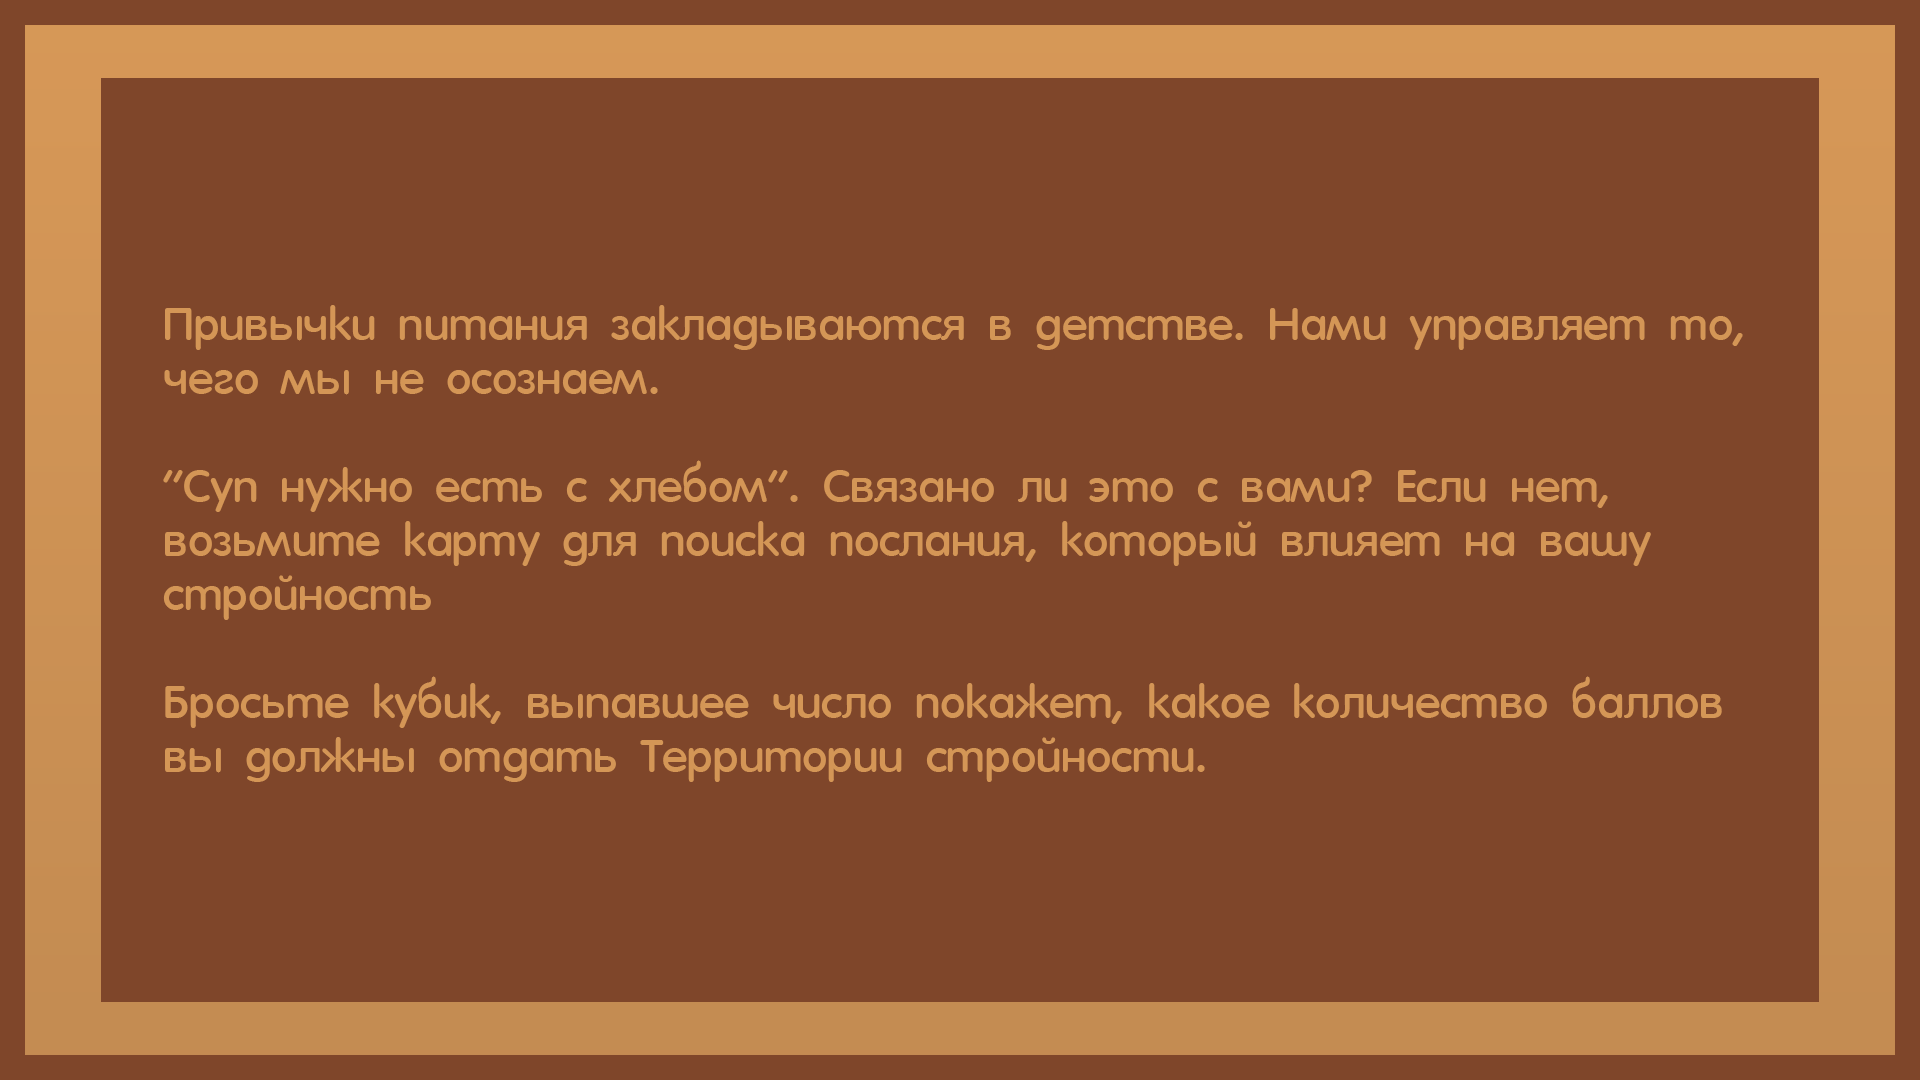 Привычки питания закладываются в детстве. Нами управляет то,
чего мы не осознаем.
"Суп нужно есть с хлебом". Связано ли это с вами? Если нет,
возьмите карту для поиска послания, который влияет на вашу
стройность
Бросьте кубик, выпавшее число покажет, какое количество баллов
вы должны отдать Территории стройности.